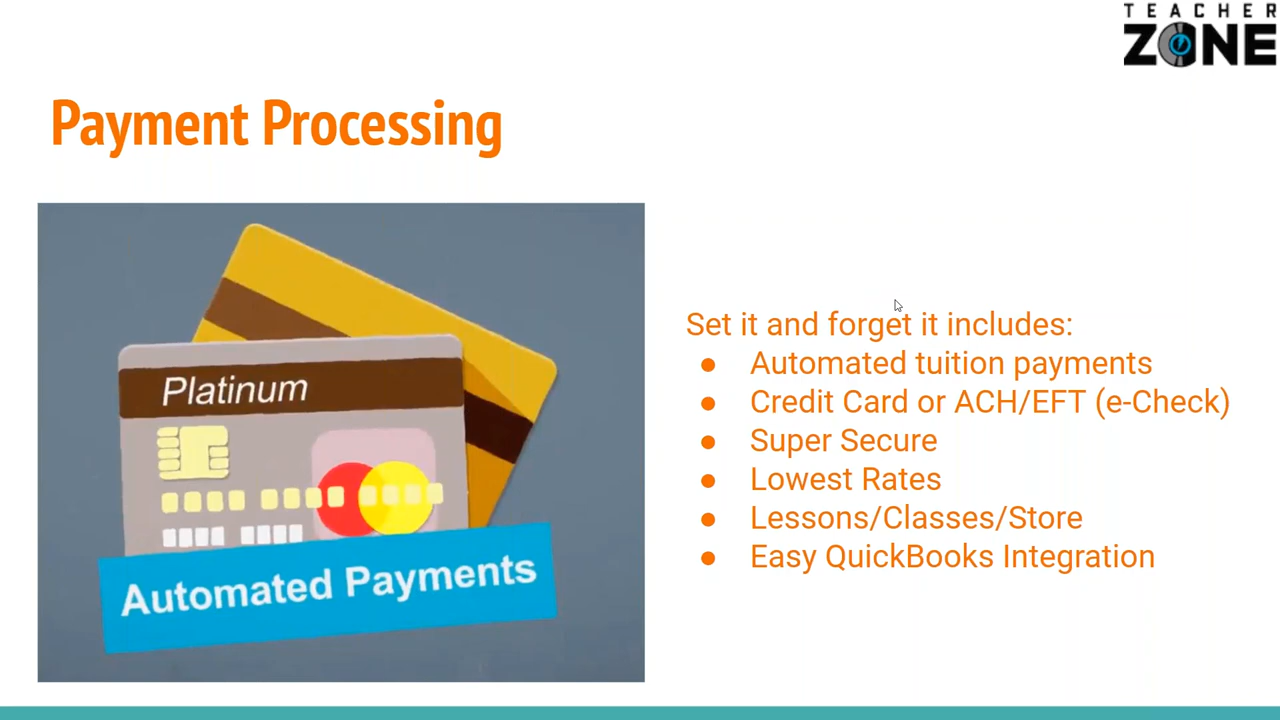 TEACHER
ZONE
Payment Processing
Platinum
Automated Payments
Set it and forget it includes:
● Automated tuition payments
● Credit Card or ACH/EFT (e-Check)
● Super Secure
● Lowest Rates
● Lessons/Classes/Store
● Easy QuickBooks Integration